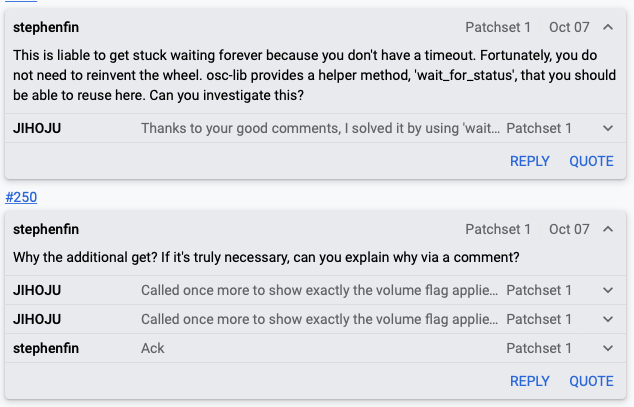 stephenfin Patchset 1 Oct 07
This is liable to get stuck waiting forever because you don't have a timeout. Fortunately, you do
not need to reinvent the wheel. osc-lib provides a helper method, 'wait_for_status', that you should
be able to reuse here. Can you investigate this?
JIHOJU Thanks to your good comments, I solved it by using 'wait... Patchset 1
REPLY QUOTE
#250
stephenfin Patchset 1 Oct 07
Why the additional get? If it's truly necessary, can you explain why via a comment?
JIHOJU Called once more to show exactly the volume flag applie... Patchset 1
JIHOJU Called once more to show exactly the volume flag applie... Patchset 1
stephenfin Ack Patchset 1
REPLY QUOTE